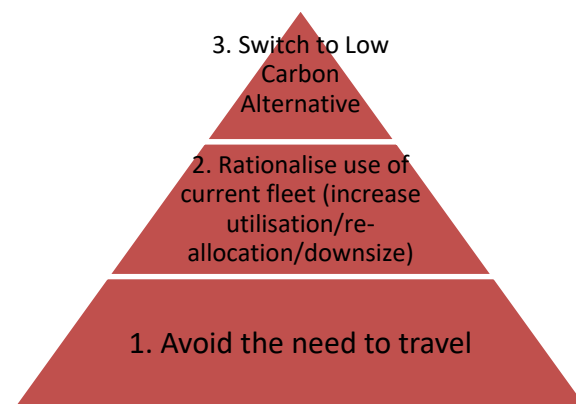 3. Switch to Low
Carbon
Alternative
2. Rationalise use of
current fleet (increase
utilisation/re-
allocation/downsize)
1. Avoid the need to travel